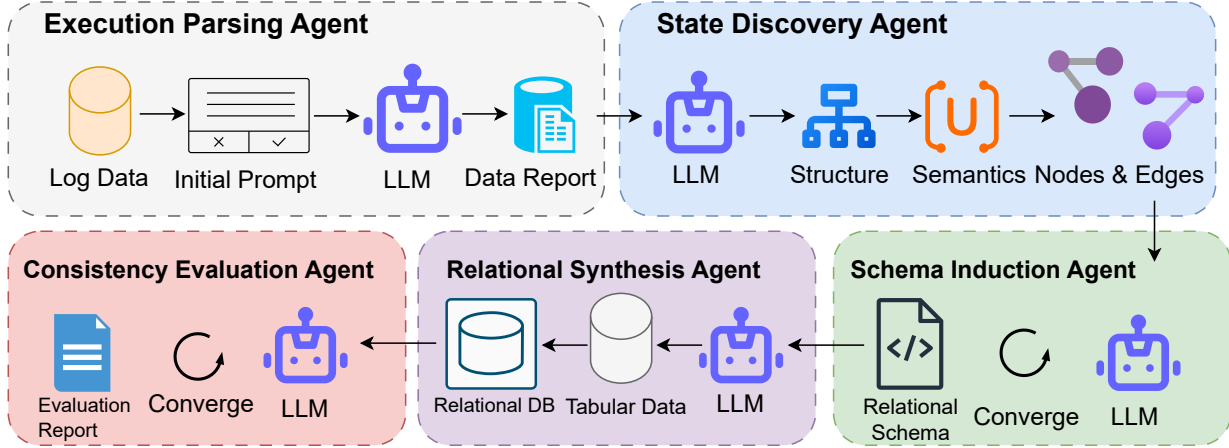 Execution Parsing Agent
Log Data
Initial Prompt
LLM
Data Report
State Discovery Agent
LLM
Structure
Semantics
Nodes & Edges
Consistency Evaluation Agent
Evaluation
Report
Converge
LLM
Relational Synthesis Agent
Relational DB
Tabular Data
LLM
Schema Induction Agent
Relational
Schema
Converge
LLM